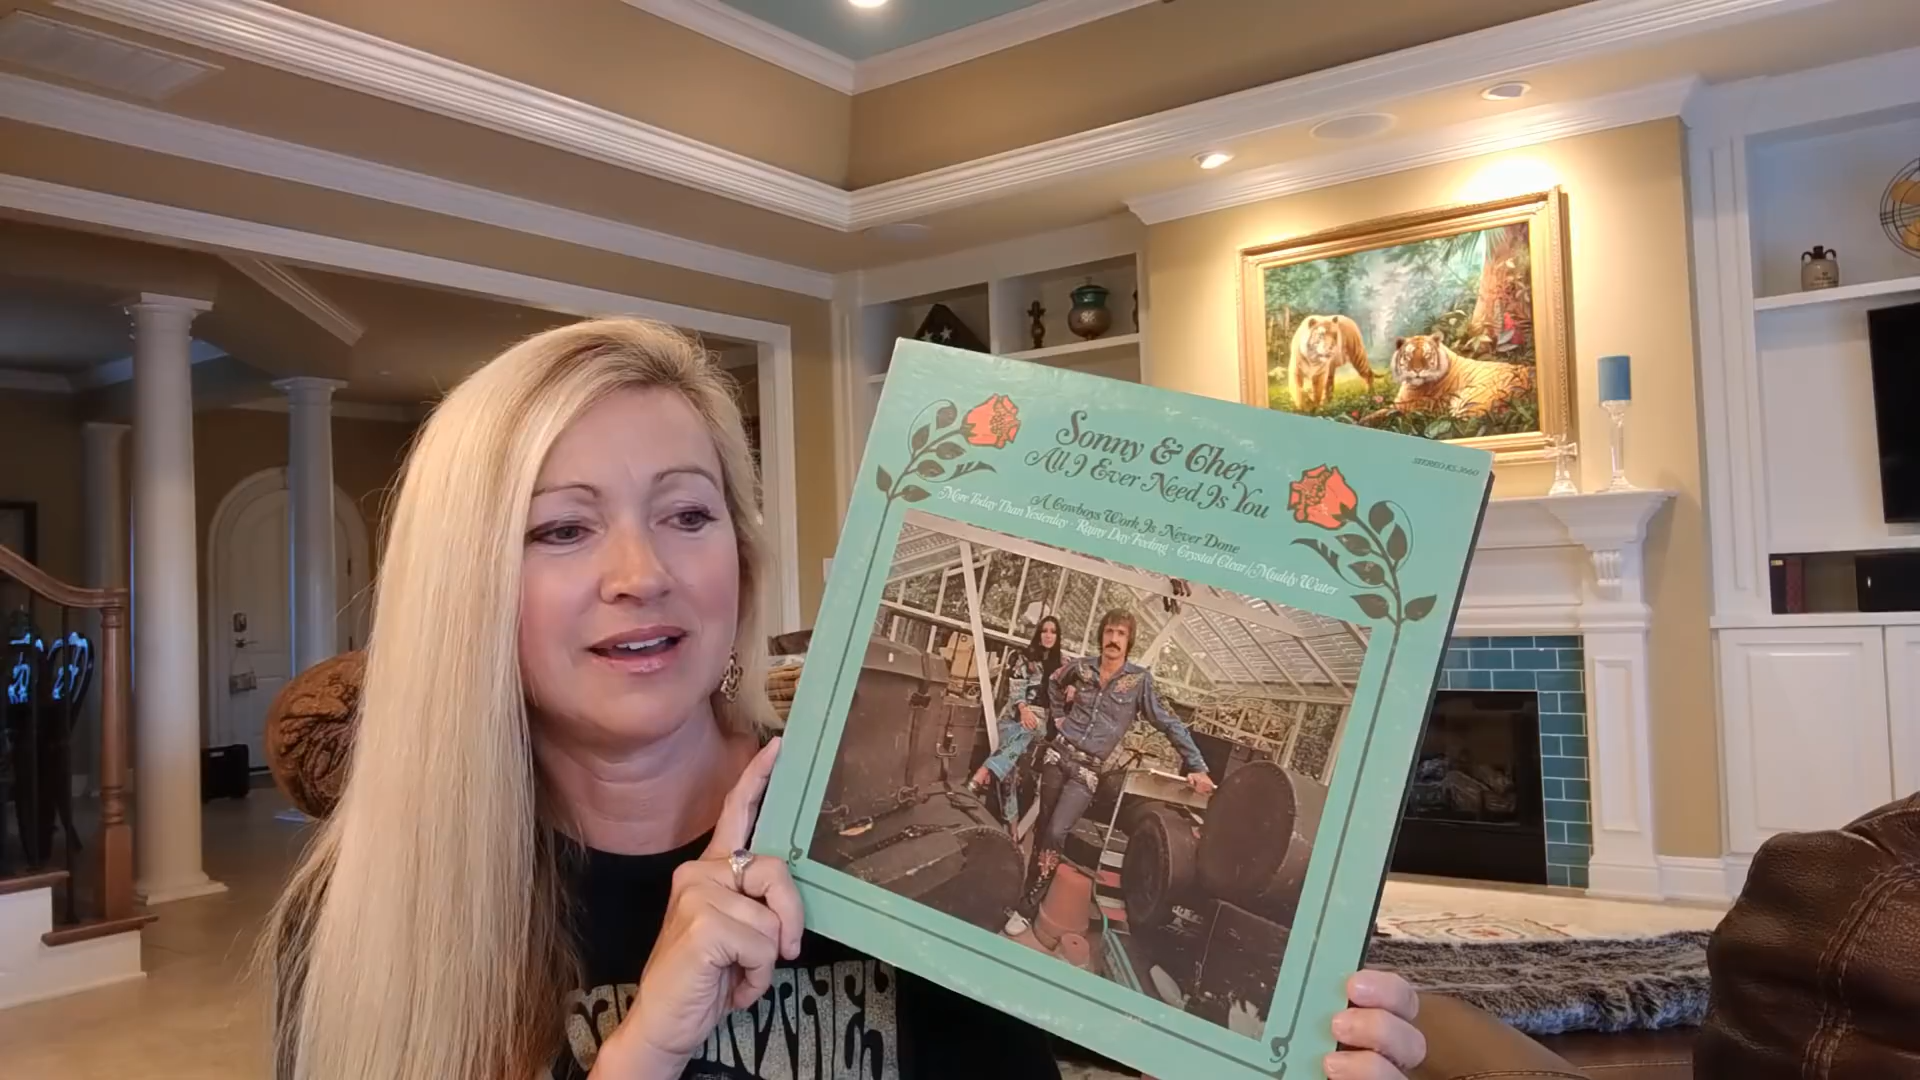 Sonny & Cher
All I Ever Need Is You
A Cowboys Work Is Never Done
More Today Than Yesterday · Rainy Day Feeling · Crystal Clear/Muddy Water
STEREO KS-3660